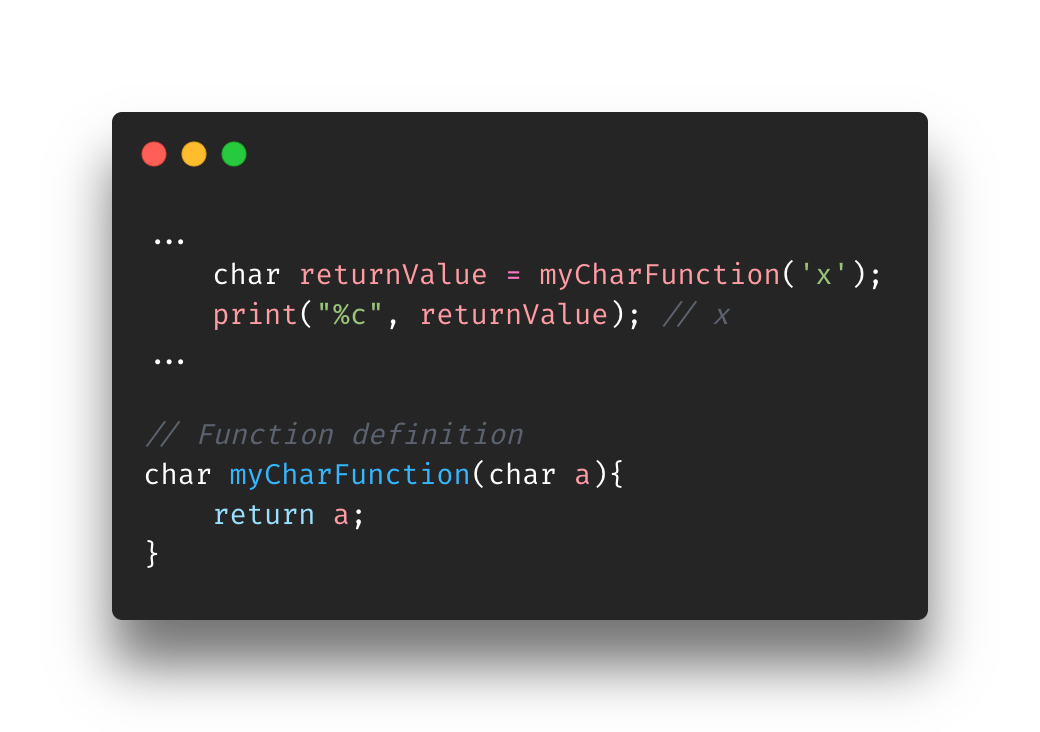 ...
    char returnValue = myCharFunction('x');
    print("%c", returnValue); // x
...
// Function definition
char myCharFunction(char a){
    return a;
}